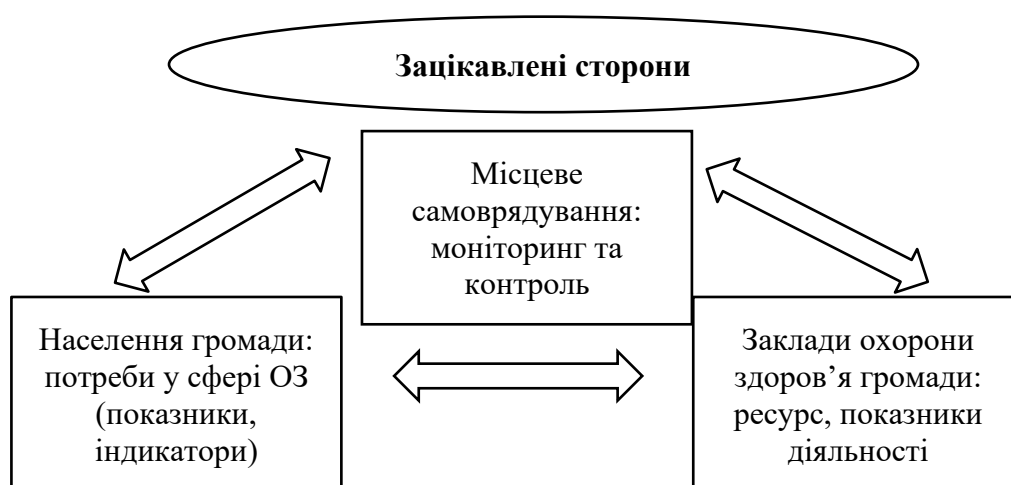 Зацікавлені сторони
Місцеве
самоврядування:
моніторинг та
контроль
Населення громади:
потреби у сфері ОЗ
(показники,
індикатори)
Заклади охорони
здоров’я громади:
ресурс, показники
діяльності